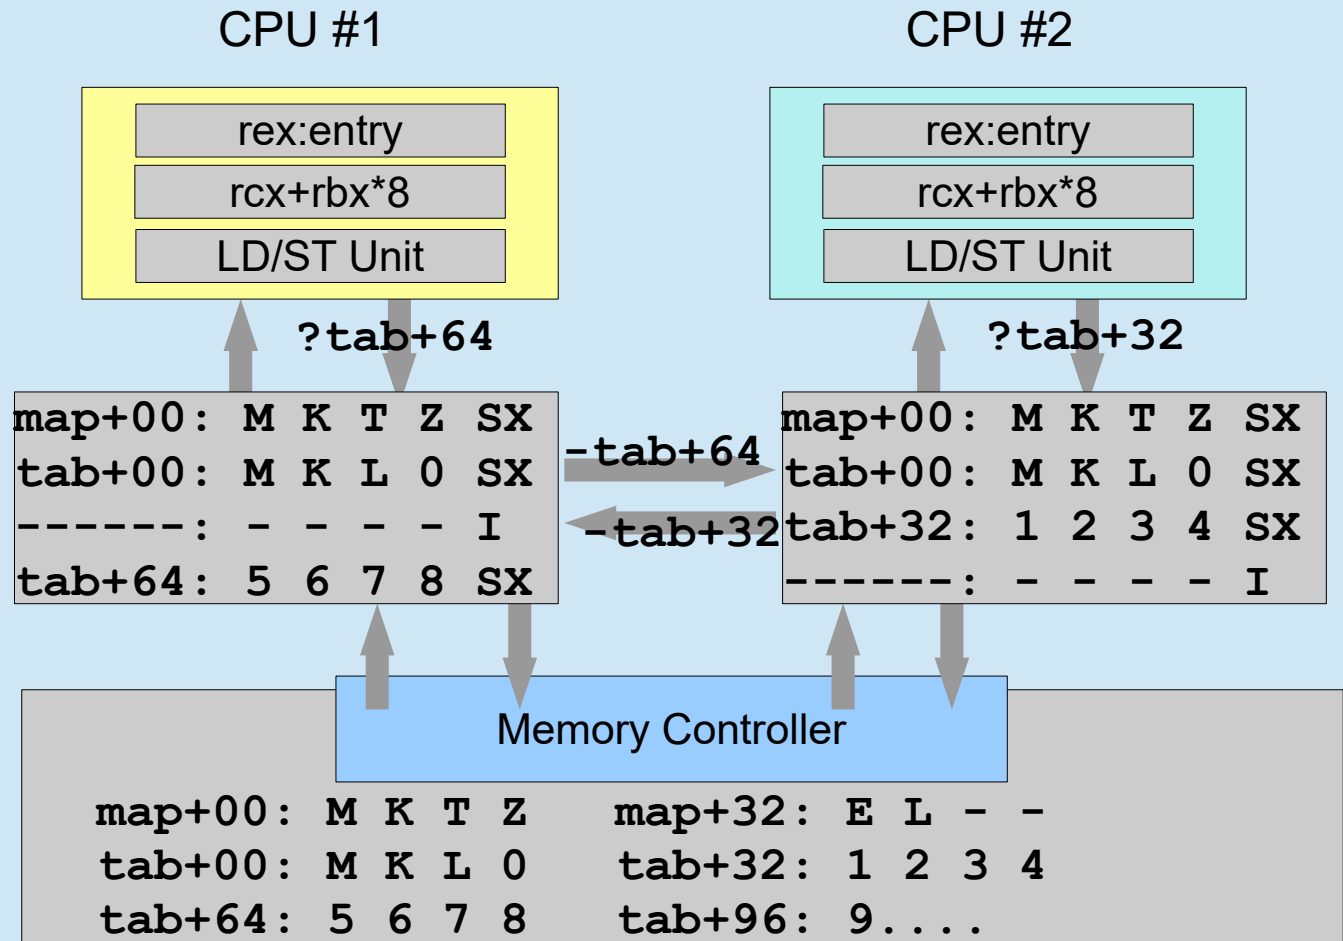 CPU #1
CPU #2
rex:entry
rcx+rbx*8
LD/ST Unit
rex:entry
rcx+rbx*8
LD/ST Unit
?tab+64
?tab+32
map+00: M K T Z SX
tab+00: M K L 0 SX
------: - - - - I
tab+64: 5 6 7 8 SX
-tab+64
-tab+32
map+00: M K T Z SX
tab+00: M K L 0 SX
tab+32: 1 2 3 4 SX
------: - - - - I
Memory Controller
map+00: M K T Z
map+32: E L - -
tab+00: M K L 0
tab+32: 1 2 3 4
tab+64: 5 6 7 8
tab+96: 9....